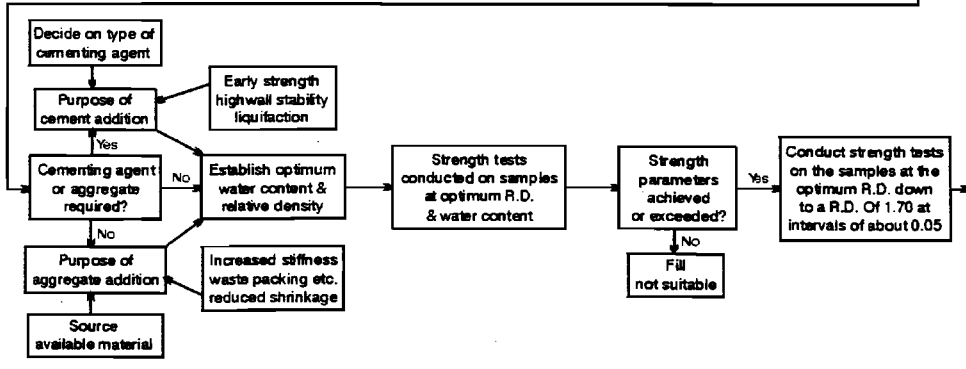 Decide on type of
cementing agent
Early strength
highwall stability
liquifaction
Purpose of
cement addition
Yes
Cementing agent
or aggregate
required?
No
Establish optimum
water content &
relative density
Strength tests
conducted on samples
at optimum R.D.
& water content
Strength
parameters
achieved
or exceeded?
Yes
Conduct strength tests
on the samples at the
optimum R.D. down
to a R.D. Of 1.70 at
intervals of about 0.05
No
No
Purpose of
aggregate addition
Increased stiffness
waste packing etc.
reduced shrinkage
Fill
not suitable
Source
available material